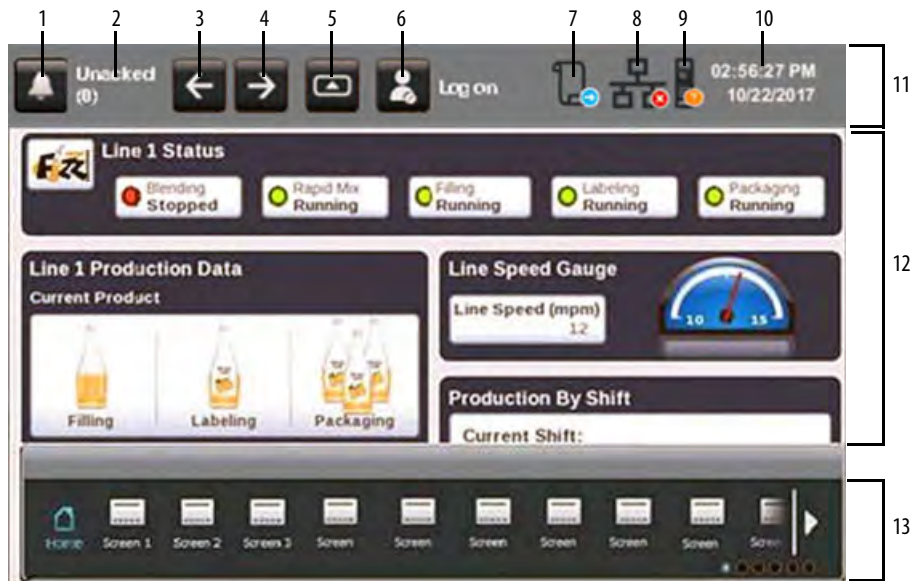 1 2 3 4 5 6 7 8 9 10
Unacked
(0)
Log on
02:56:27 PM
10/22/2017
11
Fizz
Line 1 Status
Blending
Stopped
Rapid Mix
Running
Filling
Running
Labeling
Running
Packaging
Running
12
Line 1 Production Data
Current Product
Filling
Labeling
Packaging
Line Speed Gauge
Line Speed (mpm)
12
10 15
Production By Shift
Current Shift:
Home Screen 1 Screen 2 Screen 3 Screen Screen Screen Screen Screen Screen Screen
13